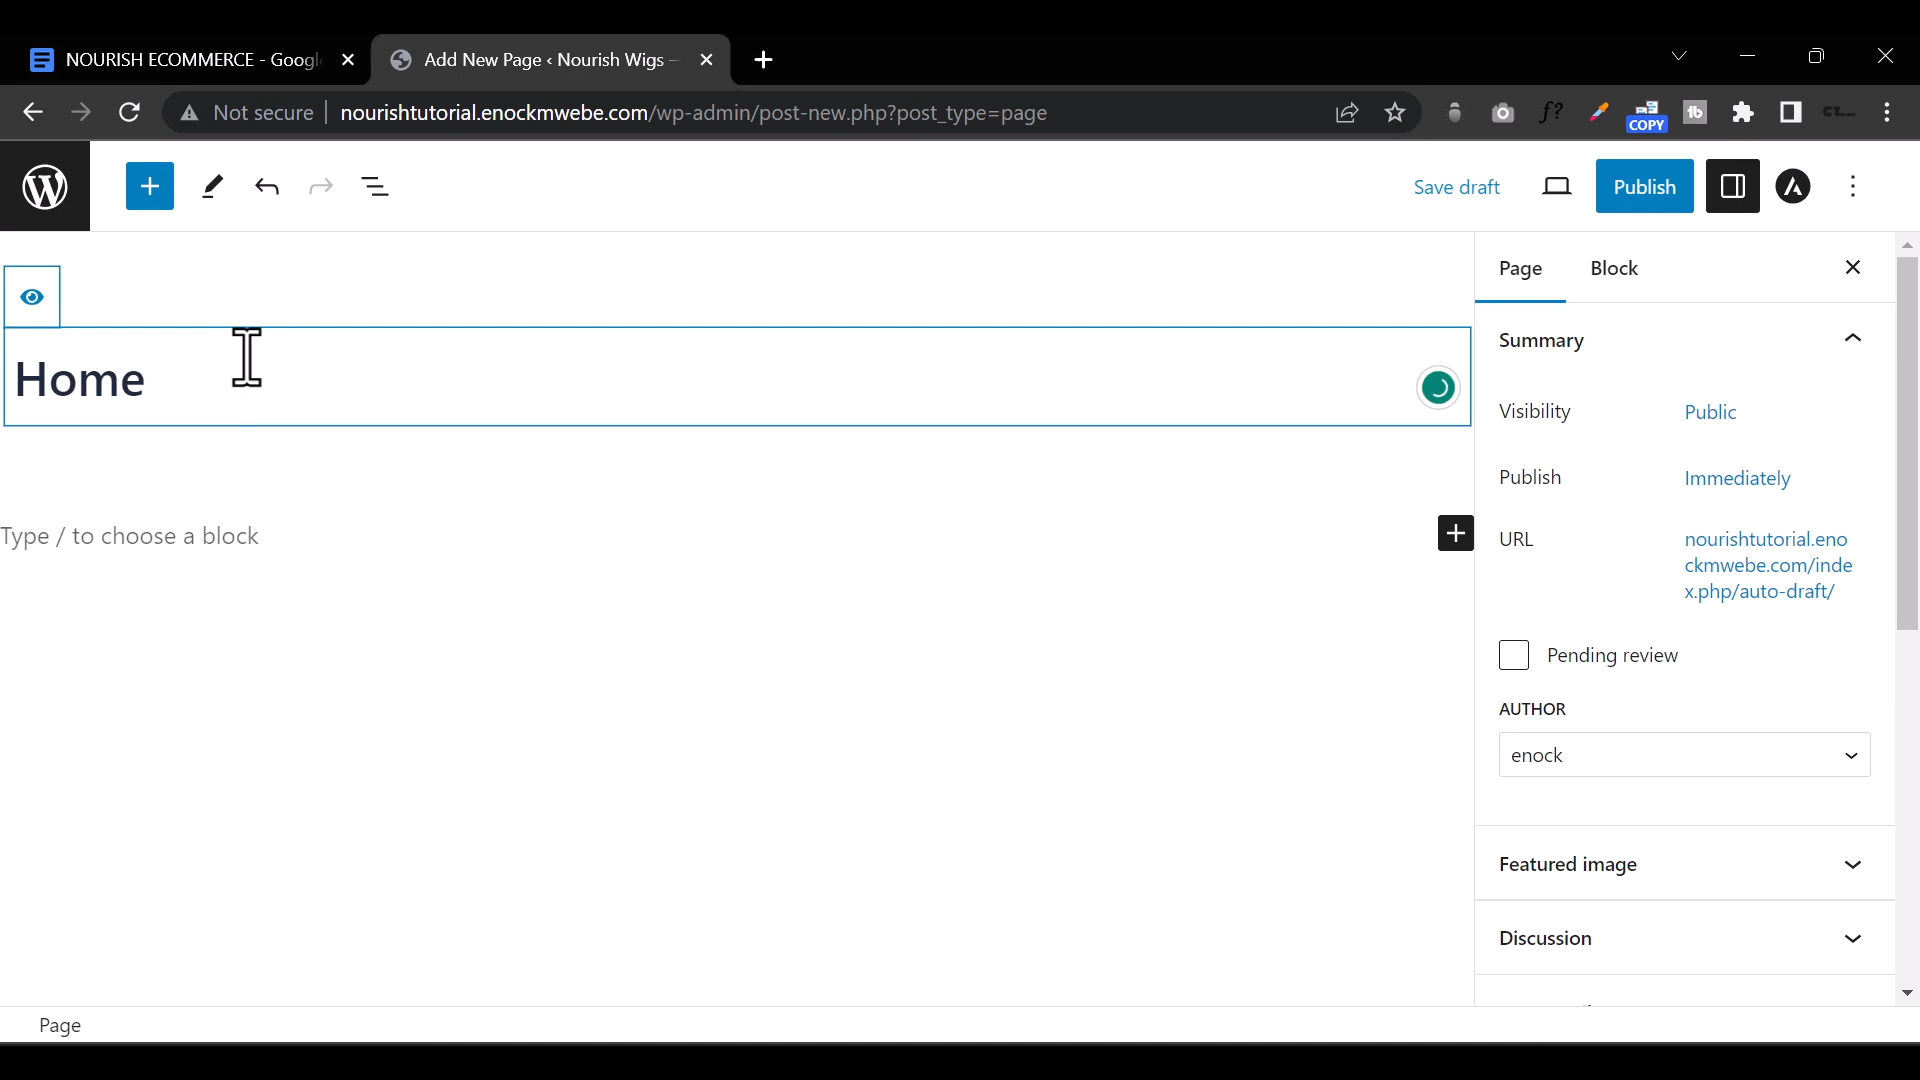 NOURISH ECOMMERCE - Googl
Add New Page ‹ Nourish Wigs —
Not secure
nourishtutorial.enockmwebe.com/wp-admin/post-new.php?post_type=page
f?
COPY
tb
Save draft
Publish
Page
Block
Home
Summary
Visibility
Public
Publish
Immediately
Type / to choose a block
URL
nourishtutorial.eno
ckmwebe.com/inde
x.php/auto-draft/
Pending review
AUTHOR
enock
Featured image
Discussion
Page